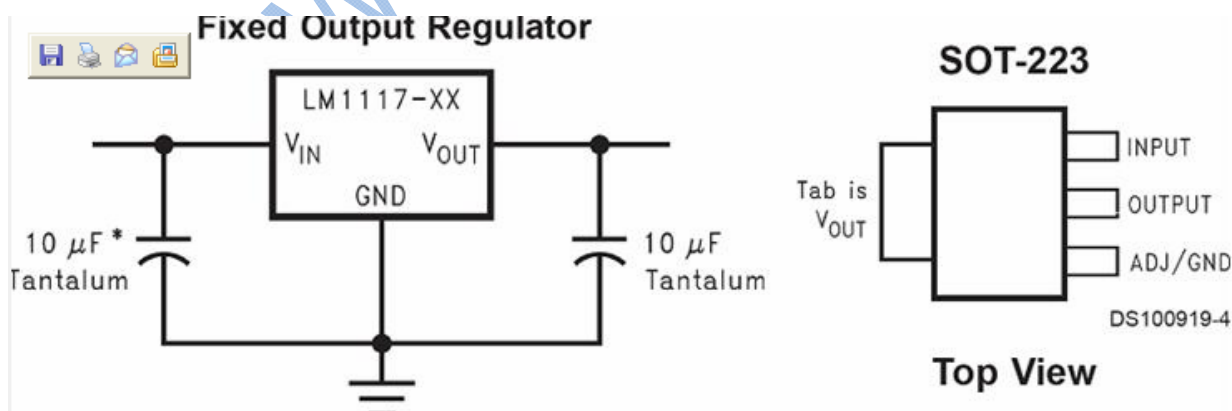 Fixed Output Regulator
LM1117-XX
VIN
VOUT
GND
10 μF*
Tantalum
10 μF
Tantalum
SOT-223
Tab is
VOUT
INPUT
OUTPUT
ADJ/GND
DS100919-4
Top View